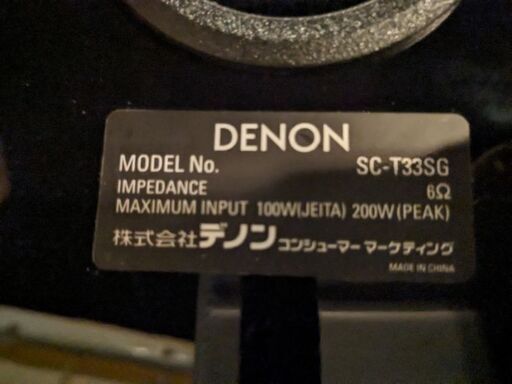 DENON
MODEL No. SC-T33SG
IMPEDANCE 6Ω
MAXIMUM INPUT 100W(JEITA) 200W(PEAK)
株式会社デノン コンシューマー マーケティング
MADE IN CHINA